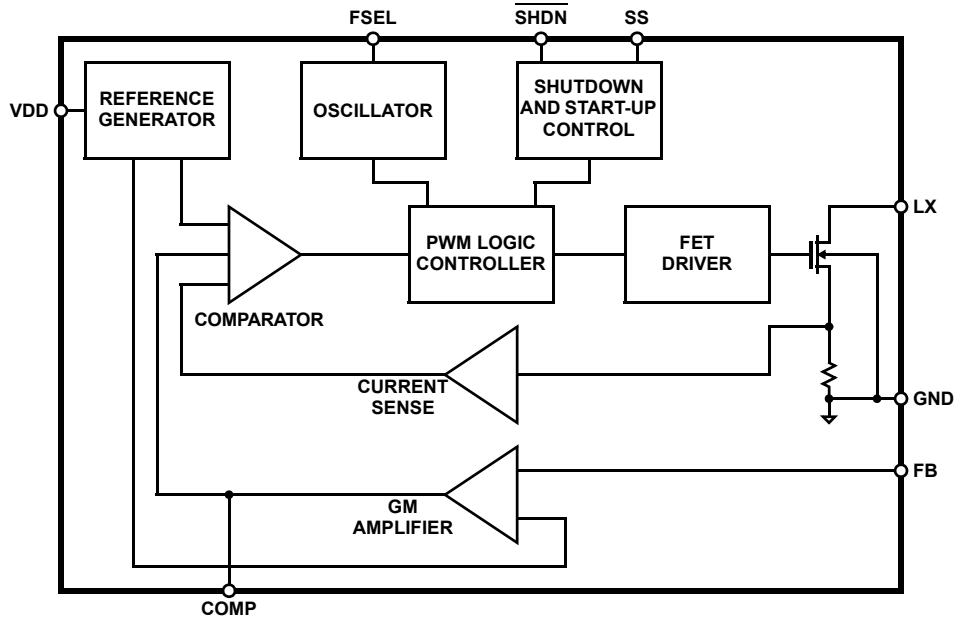 FSEL
SHDN
SS
VDD
REFERENCE
GENERATOR
OSCILLATOR
SHUTDOWN
AND START-UP
CONTROL
LX
PWM LOGIC
CONTROLLER
FET
DRIVER
COMPARATOR
CURRENT
SENSE
GND
FB
GM
AMPLIFIER
COMP